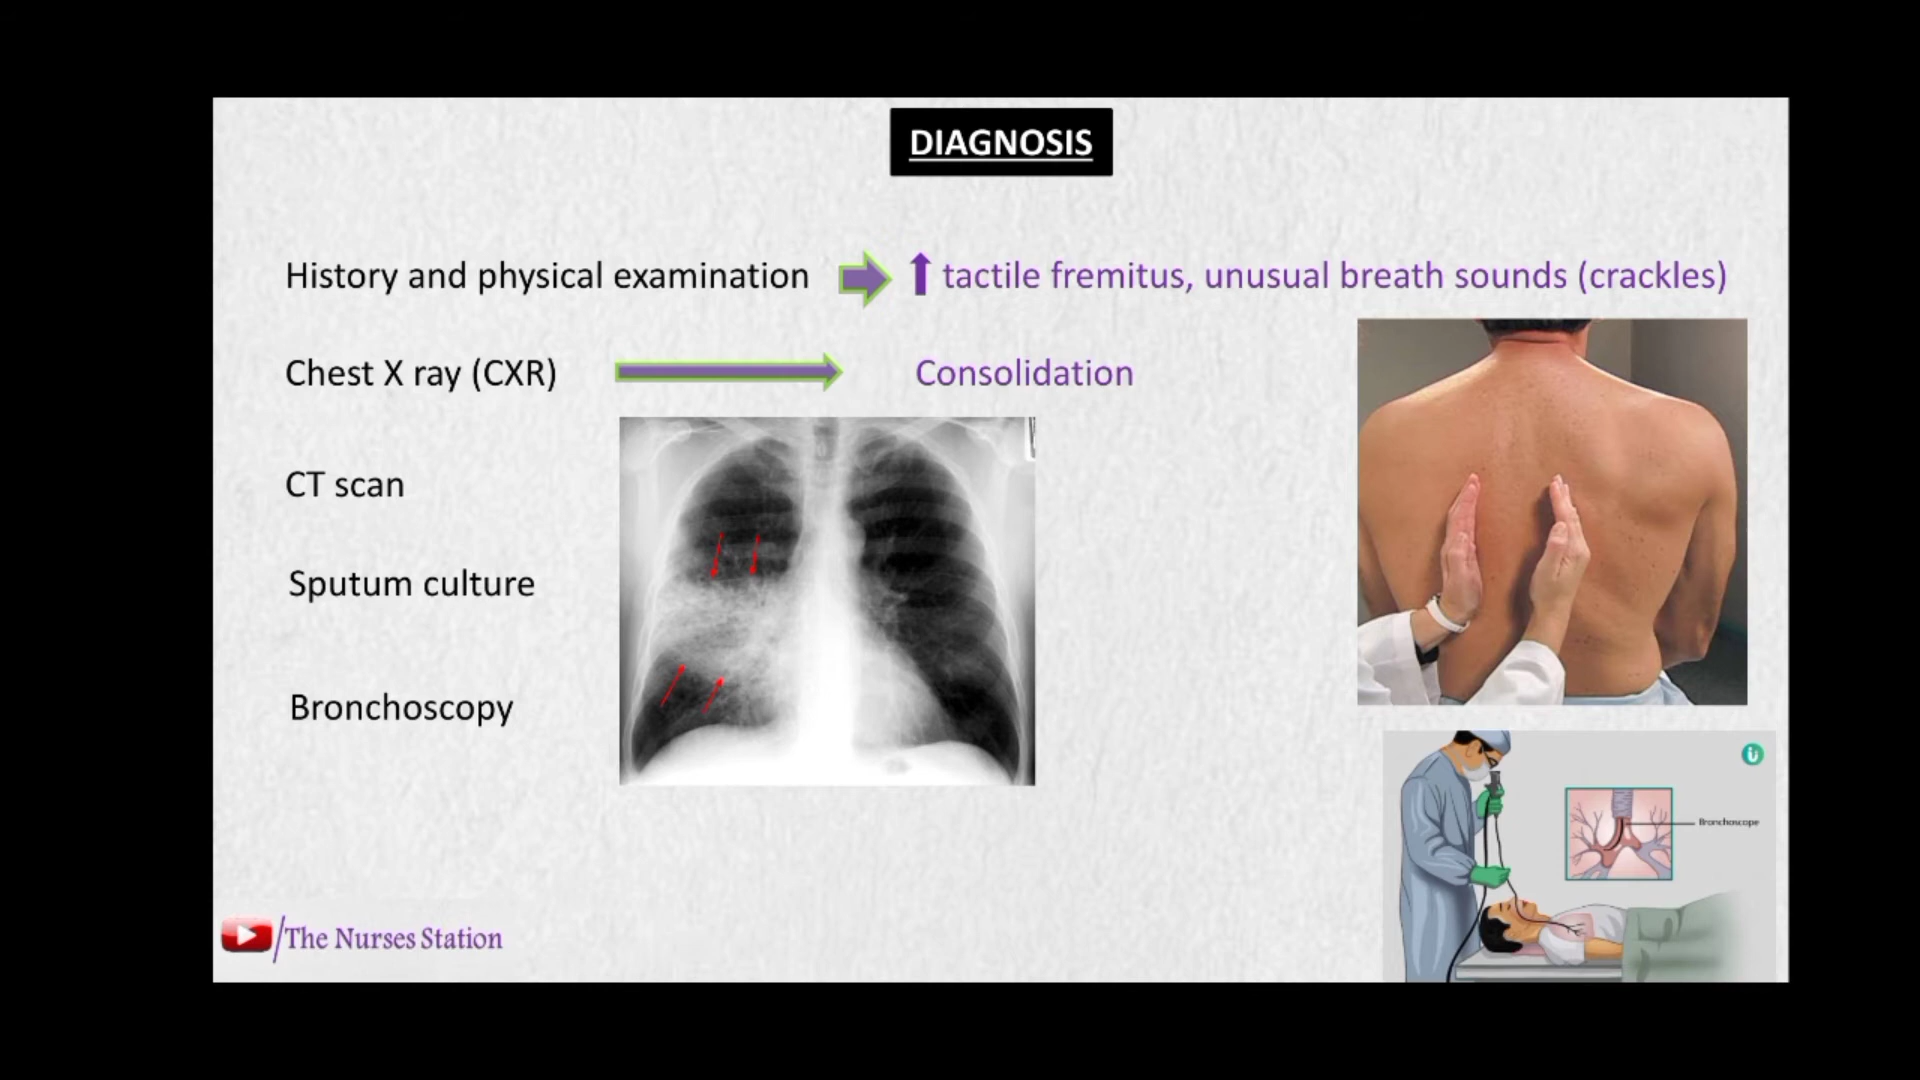 DIAGNOSIS
History and physical examination
tactile fremitus, unusual breath sounds (crackles)
Chest X ray (CXR)
Consolidation
CT scan
Sputum culture
Bronchoscopy
Bronchoscope
The Nurses Station